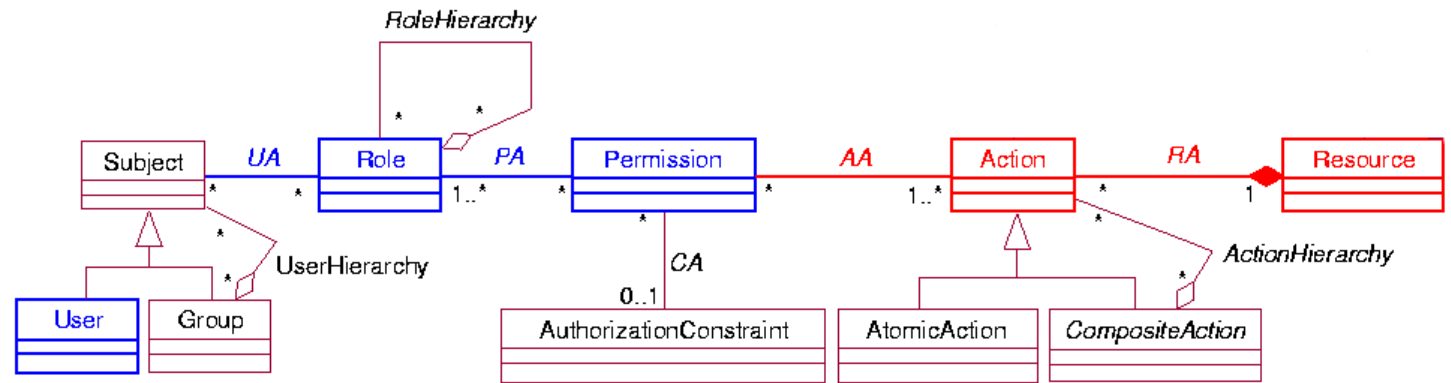 RoleHierarchy
* *
Subject UA Role PA Permission AA Action RA Resource
* * 1..* * * 1..* * 1
* * *
UserHierarchy CA ActionHierarchy
* 0..1 *
User Group AuthorizationConstraint AtomicAction CompositeAction